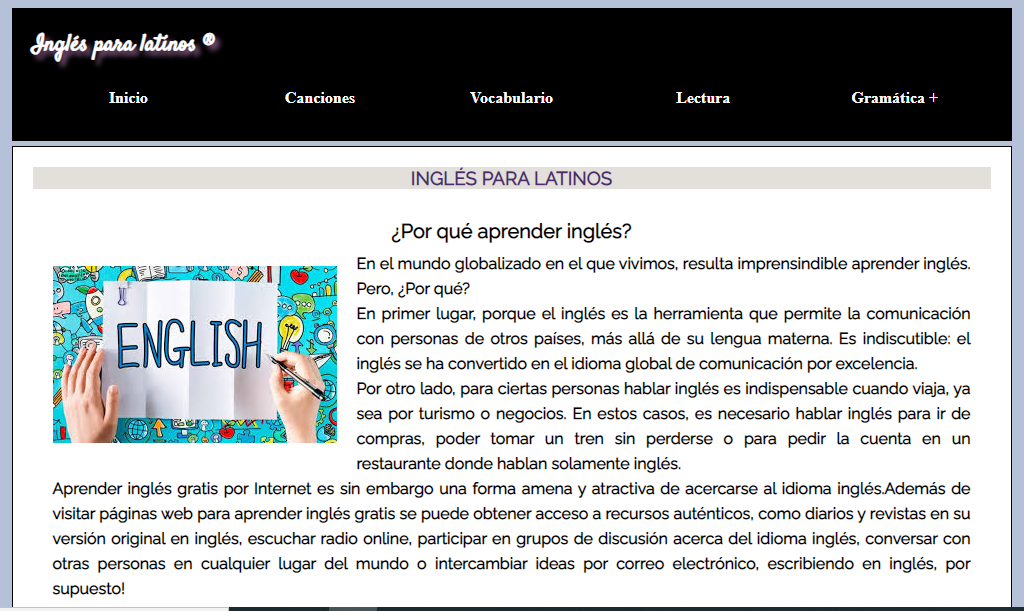 Inglés para latinos ®
Inicio Canciones Vocabulario Lectura Gramática +
INGLÉS PARA LATINOS
¿Por qué aprender inglés?
ENGLISH
En el mundo globalizado en el que vivimos, resulta imprensindible aprender inglés.
Pero, ¿Por qué?
En primer lugar, porque el inglés es la herramienta que permite la comunicación
con personas de otros países, más allá de su lengua materna. Es indiscutible: el
inglés se ha convertido en el idioma global de comunicación por excelencia.
Por otro lado, para ciertas personas hablar inglés es indispensable cuando viaja, ya
sea por turismo o negocios. En estos casos, es necesario hablar inglés para ir de
compras, poder tomar un tren sin perderse o para pedir la cuenta en un
restaurante donde hablan solamente inglés.
Aprender inglés gratis por Internet es sin embargo una forma amena y atractiva de acercarse al idioma inglés.Además de
visitar páginas web para aprender inglés gratis se puede obtener acceso a recursos auténticos, como diarios y revistas en su
versión original en inglés, escuchar radio online, participar en grupos de discusión acerca del idioma inglés, conversar con
otras personas en cualquier lugar del mundo o intercambiar ideas por correo electrónico, escribiendo en inglés, por
supuesto!